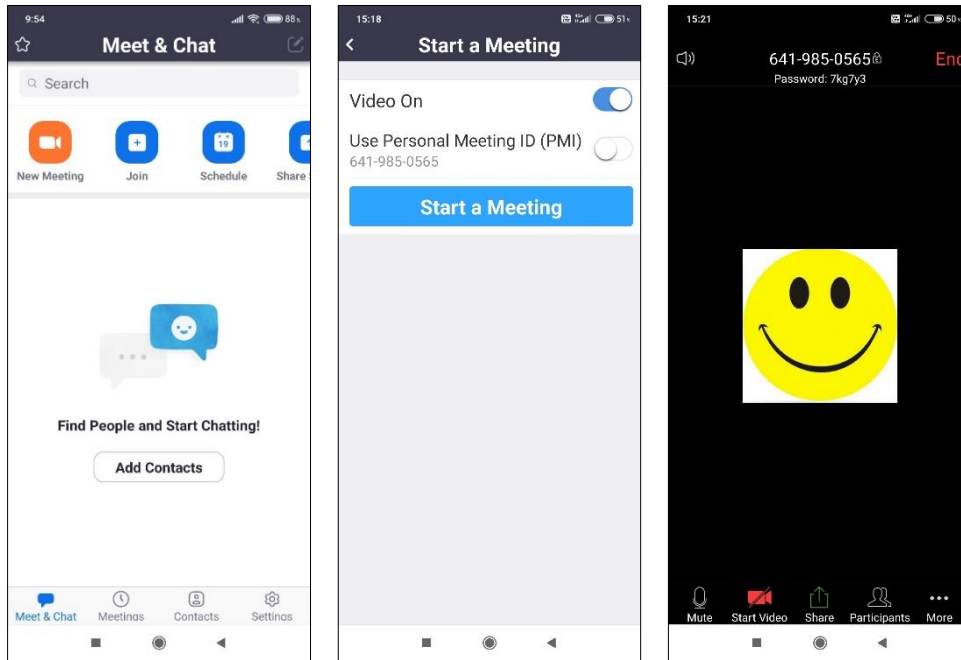 9:54
88%
Meet & Chat
Search
19
New Meeting
Join
Schedule
Share S
Find People and Start Chatting!
Add Contacts
Meet & Chat
Meetings
Contacts
Settings
15:18
51%
Start a Meeting
Video On
Use Personal Meeting ID (PMI)
641-985-0565
Start a Meeting
15:21
50%
641-985-0565
End
Password: 7kg7y3
Mute
Start Video
Share
Participants
More